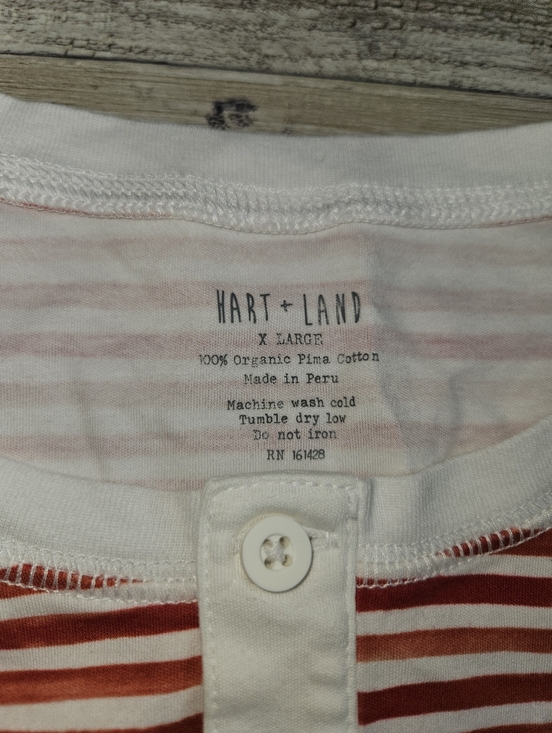 HART + LAND
X LARGE
100% Organic Pima Cotton
Made in Peru
Machine wash cold
Tumble dry low
Do not iron
RN 161428